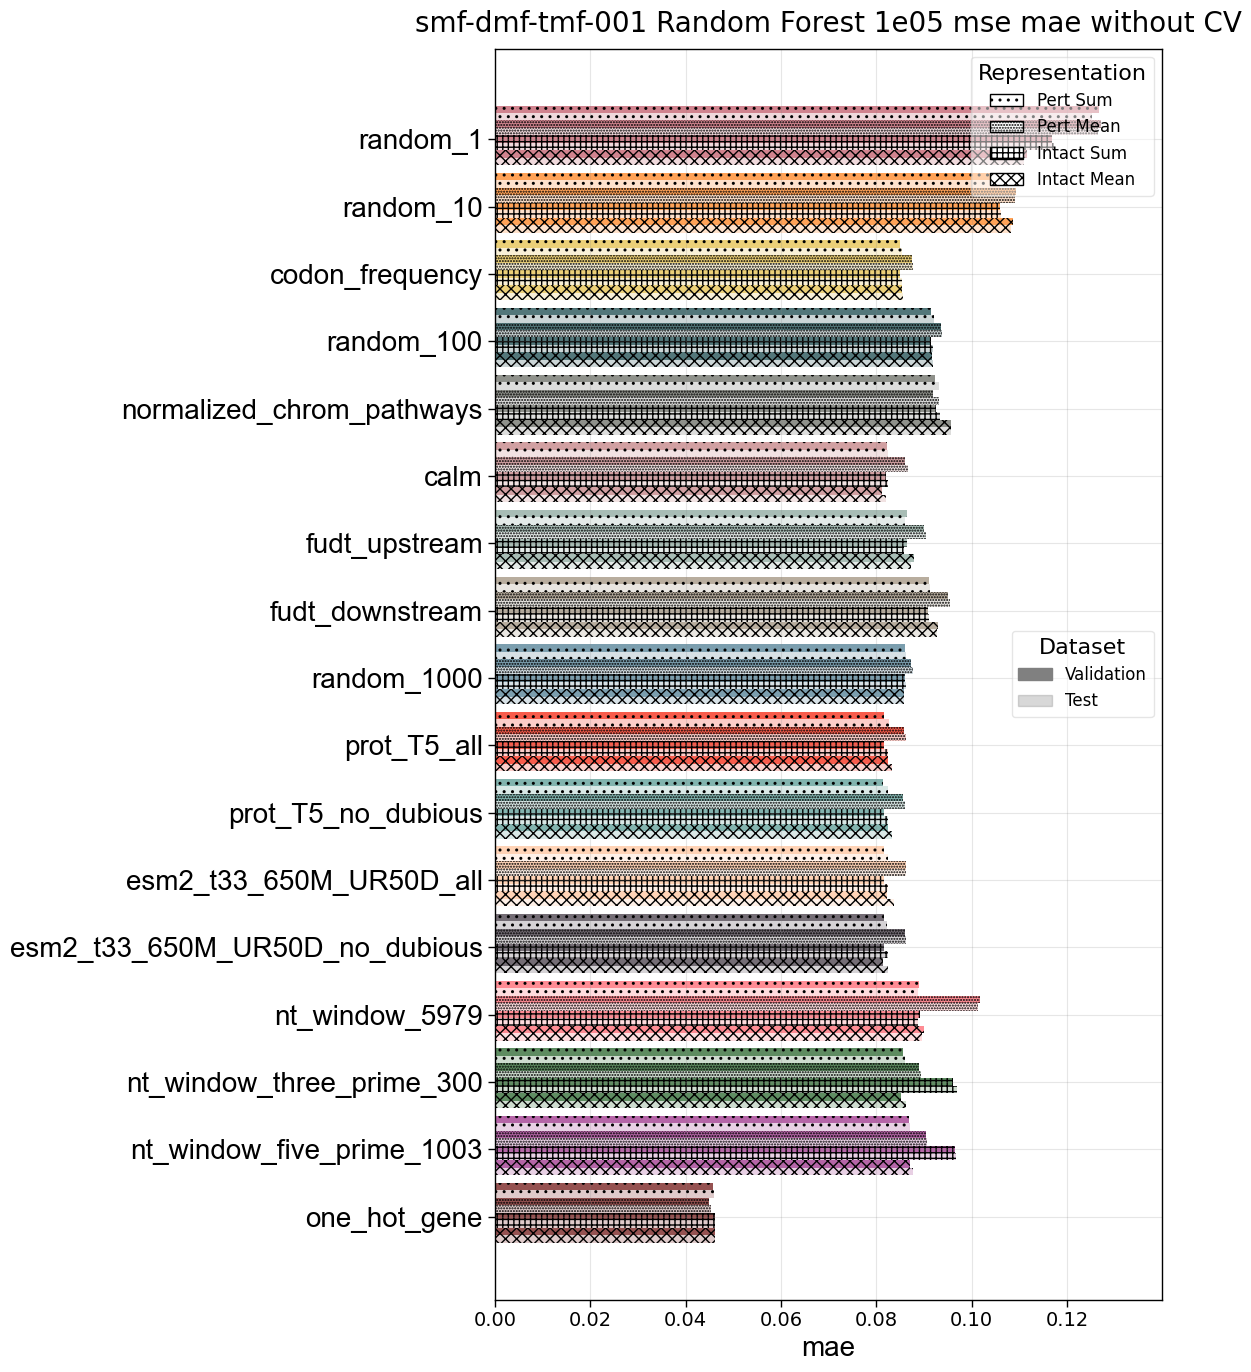 smf-dmf-tmf-001 Random Forest 1e05 mse mae without CV
Representation
Pert Sum
Pert Mean
Intact Sum
Intact Mean
random_1
random_10
codon_frequency
random_100
normalized_chrom_pathways
calm
fudt_upstream
fudt_downstream
Dataset
Validation
Test
random_1000
prot_T5_all
prot_T5_no_dubious
esm2_t33_650M_UR50D_all
esm2_t33_650M_UR50D_no_dubious
nt_window_5979
nt_window_three_prime_300
nt_window_five_prime_1003
one_hot_gene
0.00 0.02 0.04 0.06 0.08 0.10 0.12
mae